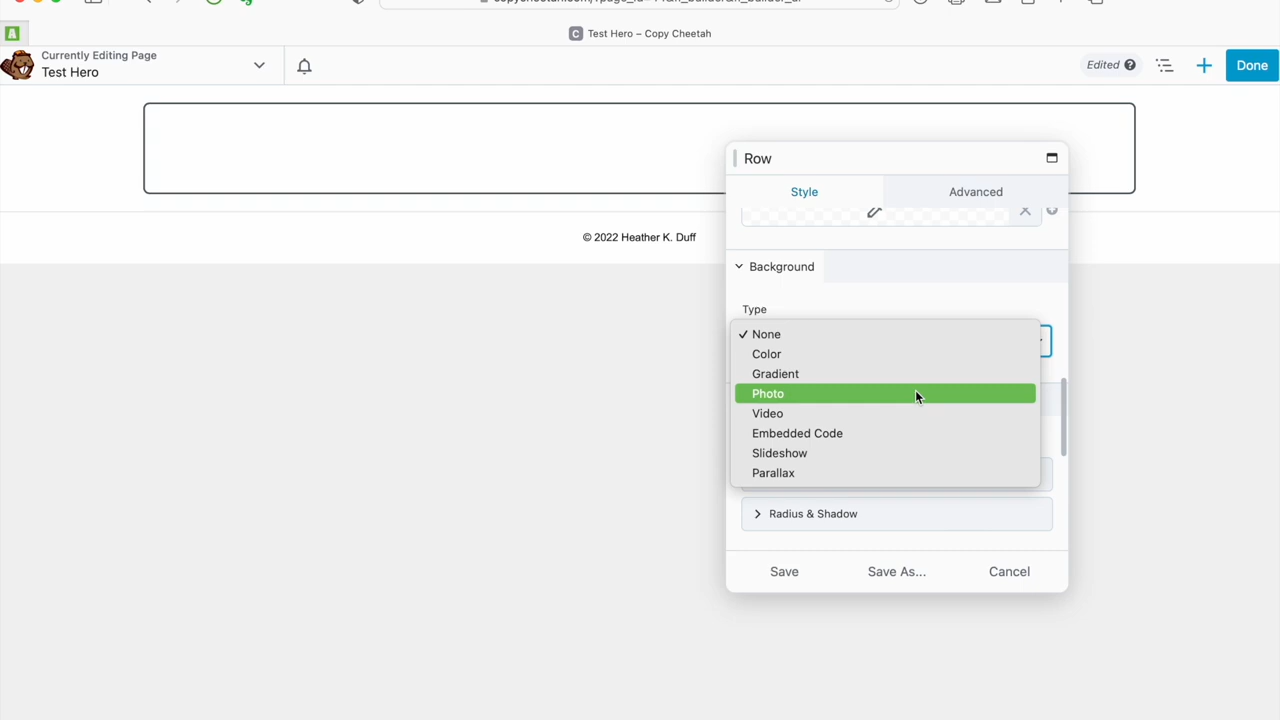 Test Hero – Copy Cheetah
Currently Editing Page
Test Hero
Edited
Done
Row
Style
Advanced
© 2022 Heather K. Duff
Background
Type
✓ None
Color
Gradient
Photo
Video
Embedded Code
Slideshow
Parallax
Radius & Shadow
Save
Save As...
Cancel